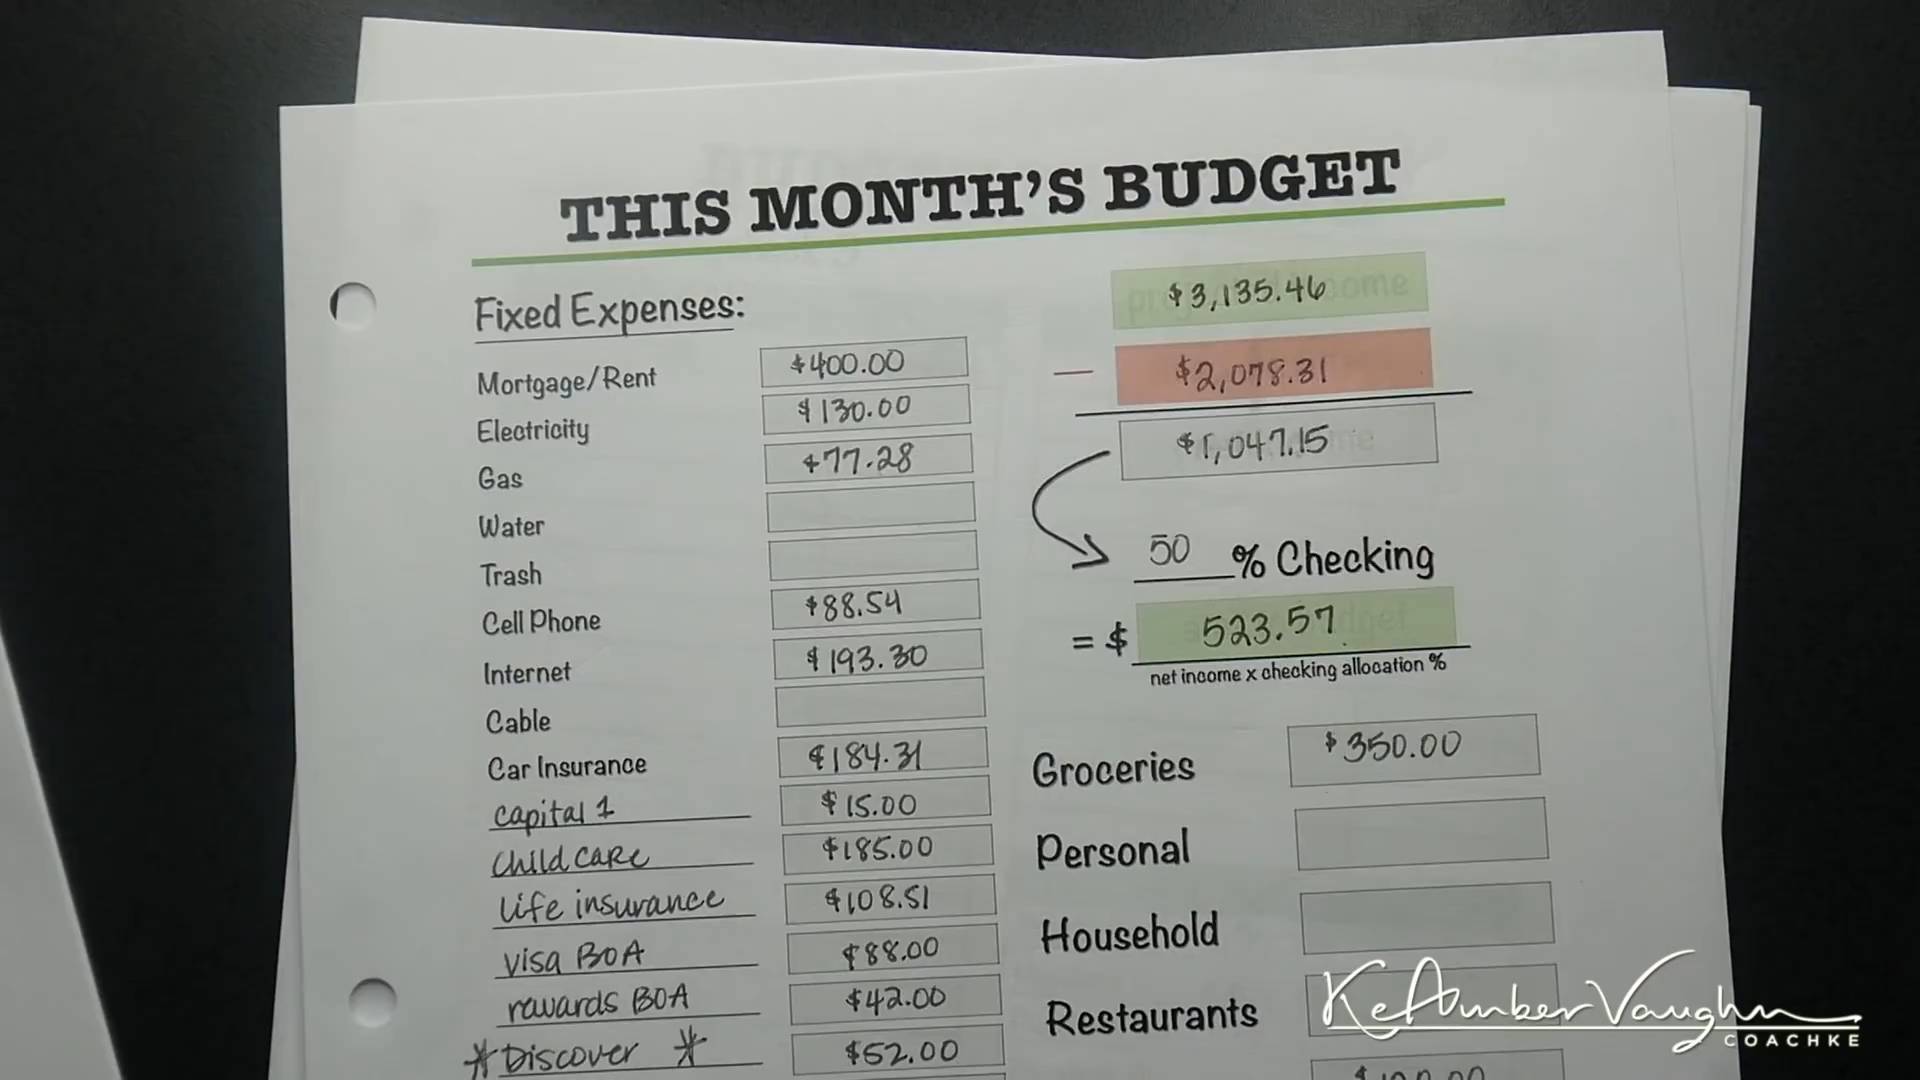 THIS MONTH'S BUDGET
Fixed Expenses:
Mortgage/Rent $400.00
Electricity $130.00
Gas $77.28
Water
Trash
Cell Phone $88.54
Internet $193.30
Cable
Car Insurance $184.31
capital 1 $15.00
Child care $185.00
life insurance $108.51
visa BOA $88.00
rewards BOA $42.00
*Discover * $52.00
$3,135.46
— $2,078.31
$1,047.15
50 % Checking
= $ 523.57
net income x checking allocation %
Groceries $350.00
Personal
Household
Restaurants
KeAmber Vaughn
COACHKE